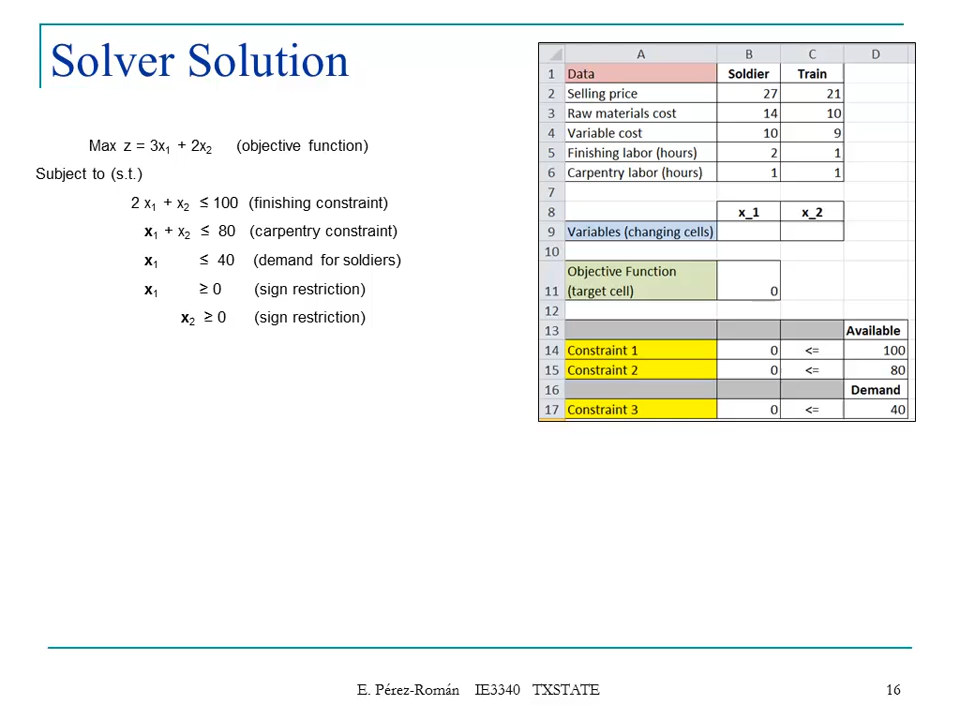 Solver Solution
Max z = 3x1 + 2x2 (objective function)
Subject to (s.t.)
2 x1 + x2 ≤ 100 (finishing constraint)
x1 + x2 ≤ 80 (carpentry constraint)
x1 ≤ 40 (demand for soldiers)
x1 ≥ 0 (sign restriction)
x2 ≥ 0 (sign restriction)
A B C D
1 Data Soldier Train
2 Selling price 27 21
3 Raw materials cost 14 10
4 Variable cost 10 9
5 Finishing labor (hours) 2 1
6 Carpentry labor (hours) 1 1
7
8 x_1 x_2
9 Variables (changing cells)
10
Objective Function
11 (target cell) 0
12
13 Available
14 Constraint 1 0 <= 100
15 Constraint 2 0 <= 80
16 Demand
17 Constraint 3 0 <= 40
E. Pérez-Román IE3340 TXSTATE 16